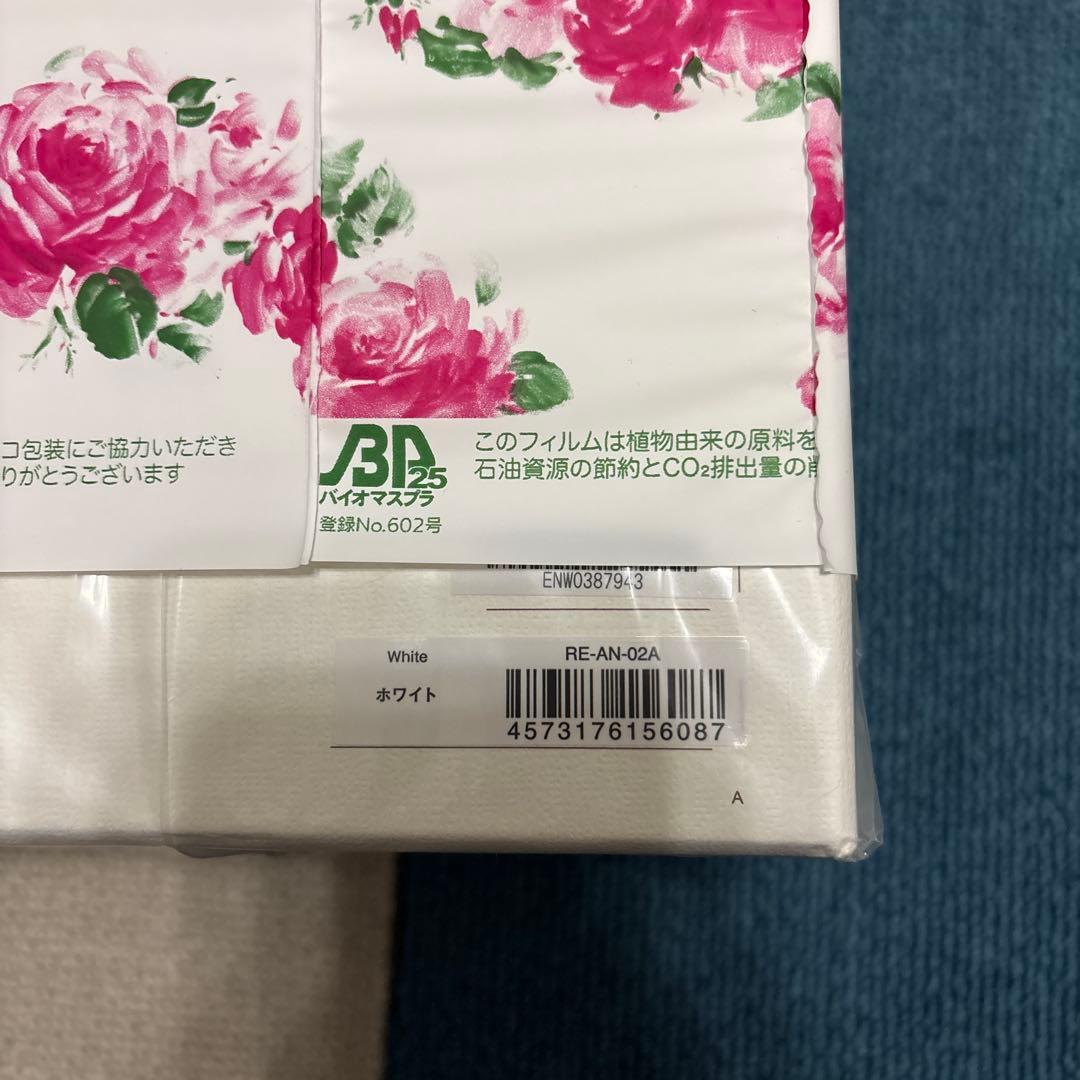 コ包装にご協力いただき
りがとうございます
BP
25
バイオマスプラ
登録No.602号
このフィルムは植物由来の原料を
石油資源の節約とCO₂排出量の削
ENW0387943
White
ホワイト
RE-AN-02A
4573176156087
A